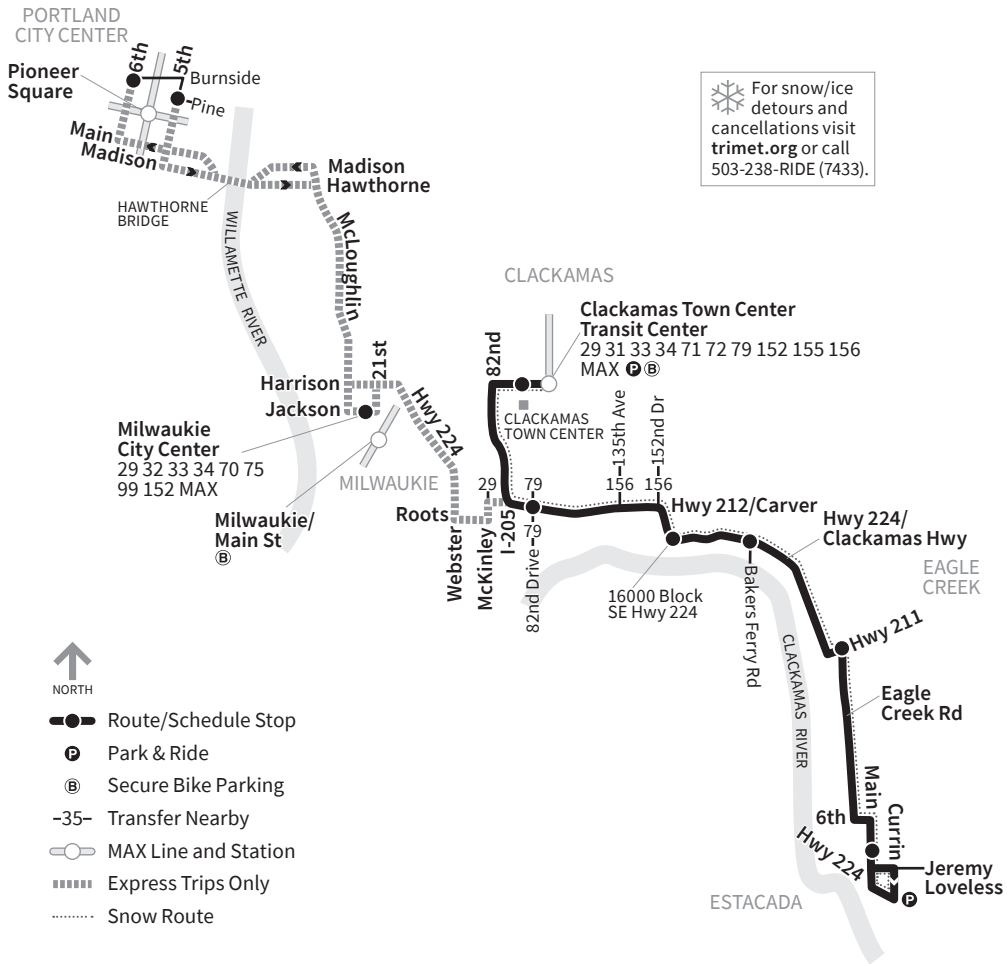 PORTLAND
CITY CENTER
6th
5th
Pioneer
Square
Burnside
Pine
Main
Madison
Madison
Hawthorne
HAWTHORNE
BRIDGE
WILLAMETTE RIVER
McLoughlin
For snow/ice
detours and
cancellations visit
trimet.org or call
503-238-RIDE (7433).
CLACKAMAS
Clackamas Town Center
Transit Center
29 31 33 34 71 72 79 152 155 156
MAX P B
82nd
CLACKAMAS
TOWN CENTER
21st
Harrison
Jackson
Hwy 224
Milwaukie
City Center
29 32 33 34 70 75
99 152 MAX
MILWAUKIE
Milwaukie/
Main St
B
Roots
Webster
McKinley
29
I-205
79
79
82nd Drive
135th Ave
156
152nd Dr
156
Hwy 212/Carver
16000 Block
SE Hwy 224
Bakers Ferry Rd
Hwy 224/
Clackamas Hwy
EAGLE
CREEK
CLACKAMAS RIVER
Hwy 211
Eagle
Creek Rd
Main
Currin
6th
Hwy 224
Jeremy
Loveless
P
ESTACADA
NORTH
Route/Schedule Stop
P Park & Ride
B Secure Bike Parking
–35– Transfer Nearby
MAX Line and Station
Express Trips Only
Snow Route